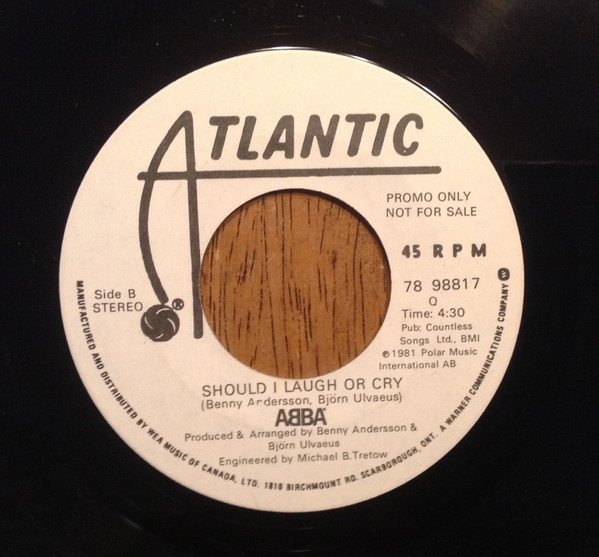 ATLANTIC
PROMO ONLY
NOT FOR SALE
45 RPM
78 98817
Q
Time: 4:30
Pub: Countless
Songs Ltd., BMI
℗1981 Polar Music
International AB
Side B
STEREO
®
SHOULD I LAUGH OR CRY
(Benny Andersson, Björn Ulvaeus)
ABBA
Produced & Arranged by Benny Andersson &
Björn Ulvaeus
Engineered by Michael B.Tretow
MANUFACTURED AND DISTRIBUTED BY WEA MUSIC OF CANADA, LTD. 1810 BIRCHMOUNT RD. SCARBOROUGH, ONT. A WARNER COMMUNICATIONS COMPANY